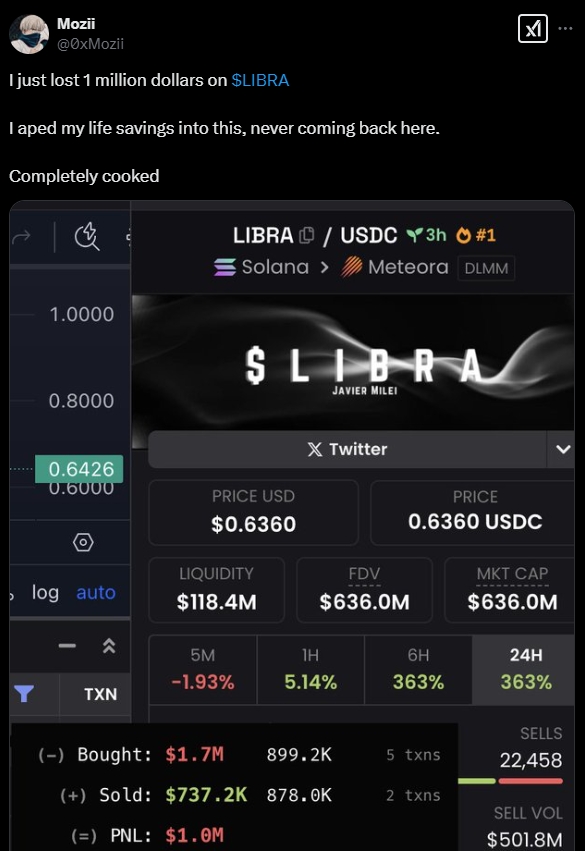 Mozii
@0xMozii
I just lost 1 million dollars on $LIBRA
I aped my life savings into this, never coming back here.
Completely cooked
LIBRA / USDC 3h #1
Solana > Meteora DLMM
1.0000
0.8000
0.6426
0.6000
log auto
TXN
$LIBRA
JAVIER MILEI
X Twitter
PRICE USD
$0.6360
PRICE
0.6360 USDC
LIQUIDITY
$118.4M
FDV
$636.0M
MKT CAP
$636.0M
5M
-1.93%
1H
5.14%
6H
363%
24H
363%
SELLS
22,458
SELL VOL
$501.8M
(-) Bought: $1.7M 899.2K 5 txns
(+) Sold: $737.2K 878.0K 2 txns
(=) PNL: $1.0M